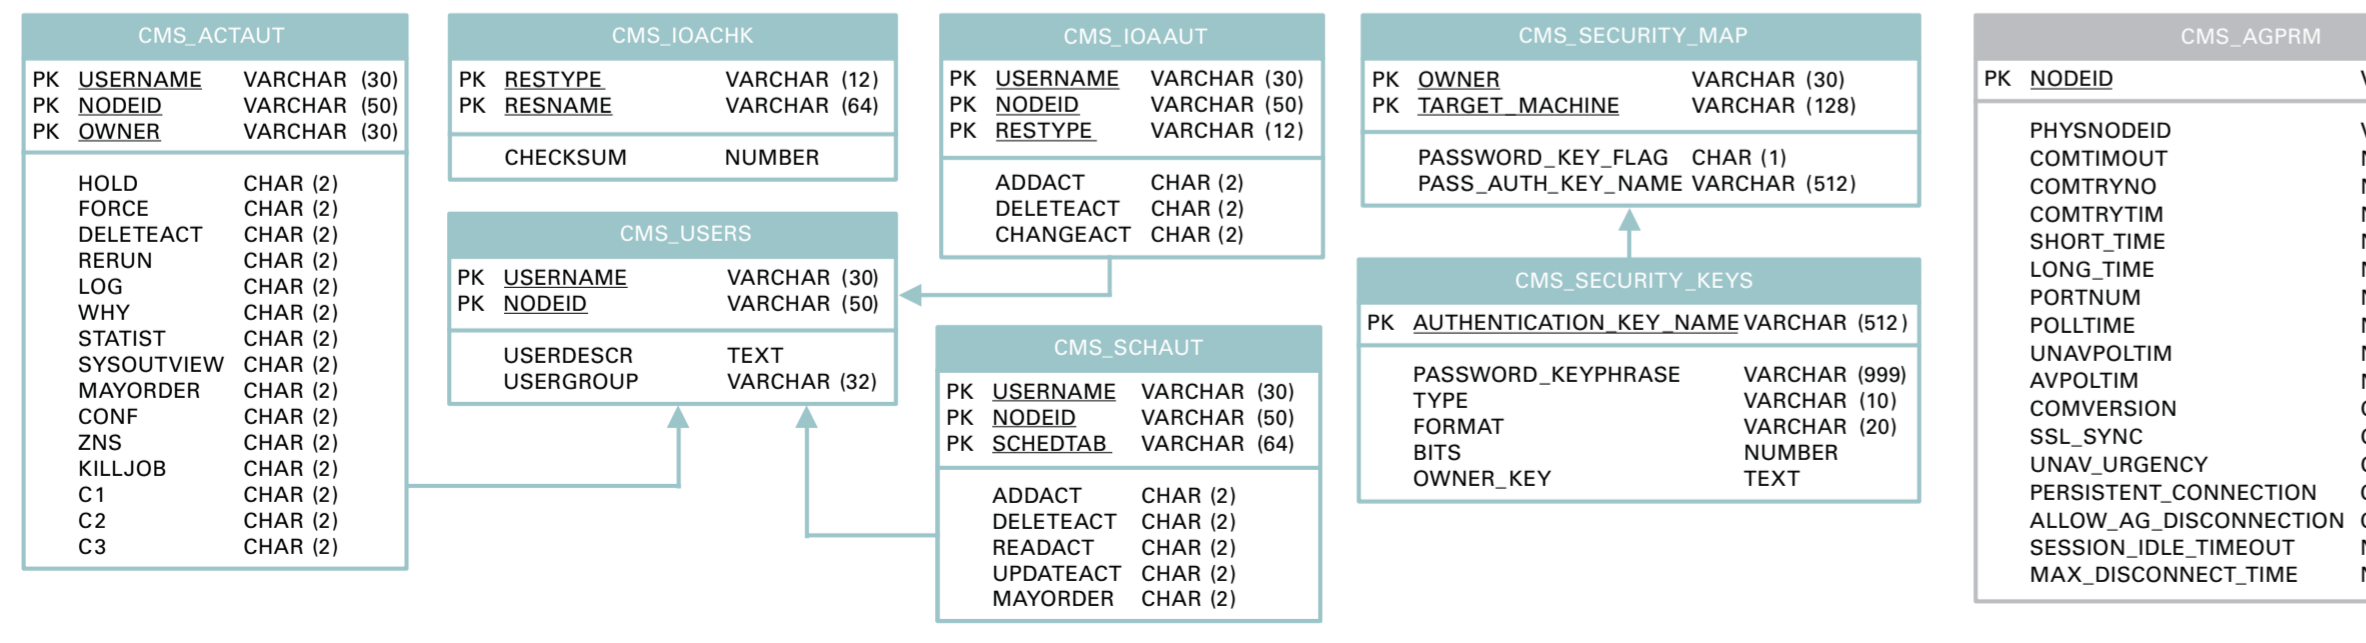 CMS_ACTAUT
PK USERNAME VARCHAR (30)
PK NODEID VARCHAR (50)
PK OWNER VARCHAR (30)
HOLD CHAR (2)
FORCE CHAR (2)
DELETEACT CHAR (2)
RERUN CHAR (2)
LOG CHAR (2)
WHY CHAR (2)
STATIST CHAR (2)
SYSOUTVIEW CHAR (2)
MAYORDER CHAR (2)
CONF CHAR (2)
ZNS CHAR (2)
KILLJOB CHAR (2)
C1 CHAR (2)
C2 CHAR (2)
C3 CHAR (2)
CMS_IOACHK
PK RESTYPE VARCHAR (12)
PK RESNAME VARCHAR (64)
CHECKSUM NUMBER
CMS_USERS
PK USERNAME VARCHAR (30)
PK NODEID VARCHAR (50)
USERDESCR TEXT
USERGROUP VARCHAR (32)
CMS_IOAAUT
PK USERNAME VARCHAR (30)
PK NODEID VARCHAR (50)
PK RESTYPE VARCHAR (12)
ADDACT CHAR (2)
DELETEACT CHAR (2)
CHANGEACT CHAR (2)
CMS_SCHAUT
PK USERNAME VARCHAR (30)
PK NODEID VARCHAR (50)
PK SCHEDTAB VARCHAR (64)
ADDACT CHAR (2)
DELETEACT CHAR (2)
READACT CHAR (2)
UPDATEACT CHAR (2)
MAYORDER CHAR (2)
CMS_SECURITY_MAP
PK OWNER VARCHAR (30)
PK TARGET_MACHINE VARCHAR (128)
PASSWORD_KEY_FLAG CHAR (1)
PASS_AUTH_KEY_NAME VARCHAR (512)
CMS_SECURITY_KEYS
PK AUTHENTICATION_KEY_NAME VARCHAR (512)
PASSWORD_KEYPHRASE VARCHAR (999)
TYPE VARCHAR (10)
FORMAT VARCHAR (20)
BITS NUMBER
OWNER_KEY TEXT
CMS_AGPRM
PK NODEID
PHYSNODEID
COMTIMOUT
COMTRYNO
COMTRYTIM
SHORT_TIME
LONG_TIME
PORTNUM
POLLTIME
UNAVPOLTIM
AVPOLTIM
COMVERSION
SSL_SYNC
UNAV_URGENCY
PERSISTENT_CONNECTION
ALLOW_AG_DISCONNECTION
SESSION_IDLE_TIMEOUT
MAX_DISCONNECT_TIME